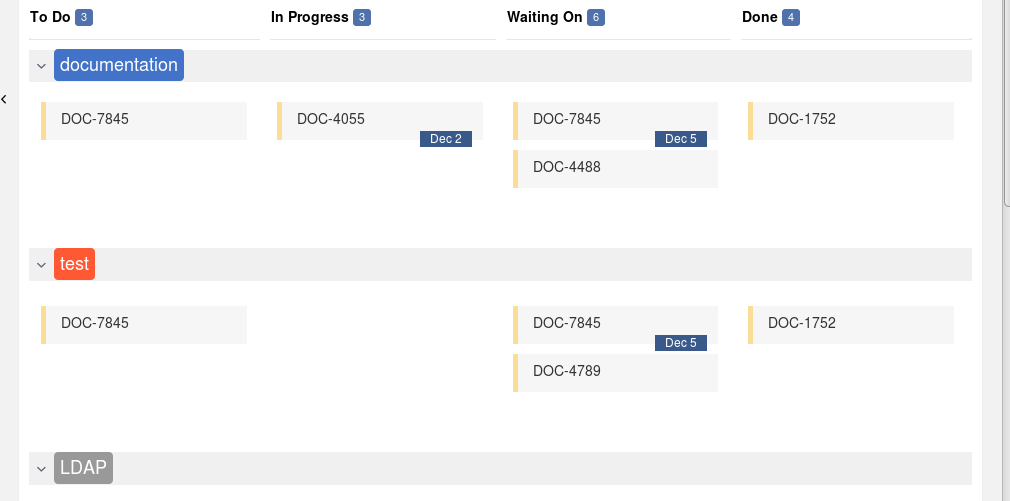 To Do 3 In Progress 3 Waiting On 6 Done 4
documentation
DOC-7845 DOC-4055 DOC-7845 DOC-1752
Dec 2 Dec 5
DOC-4488
test
DOC-7845 DOC-7845 DOC-1752
Dec 5
DOC-4789
LDAP